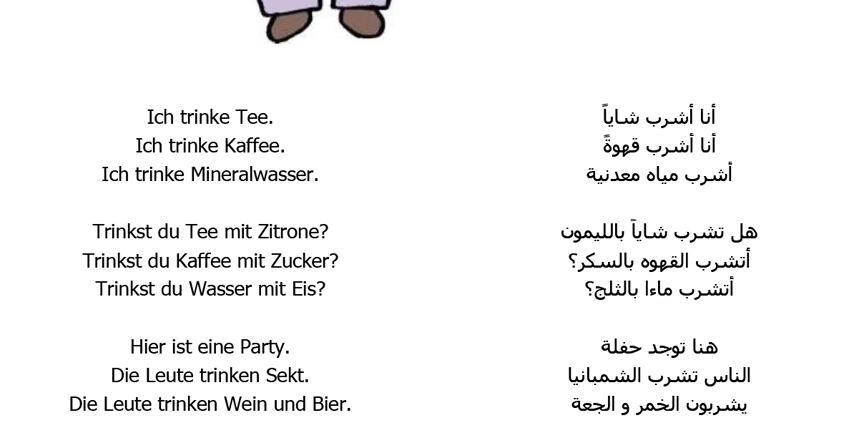 Ich trinke Tee.
أنا أشرب شاياً
Ich trinke Kaffee.
أنا أشرب قهوةً
Ich trinke Mineralwasser.
أشرب مياه معدنية
Trinkst du Tee mit Zitrone?
هل تشرب شاياً بالليمون
Trinkst du Kaffee mit Zucker?
أتشرب القهوه بالسكر؟
Trinkst du Wasser mit Eis?
أتشرب ماءا بالثلج؟
Hier ist eine Party.
هنا توجد حفلة
Die Leute trinken Sekt.
الناس تشرب الشمبانيا
Die Leute trinken Wein und Bier.
يشربون الخمر و الجعة